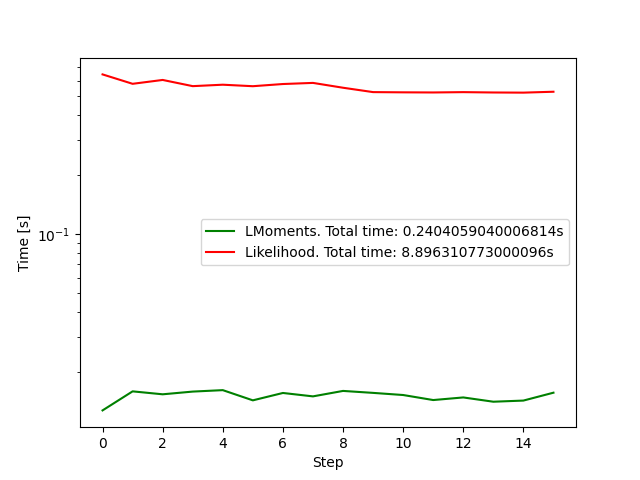 Time [s]
10⁻¹
LMoments. Total time: 0.2404059040006814s
Likelihood. Total time: 8.896310773000096s
0 2 4 6 8 10 12 14
Step